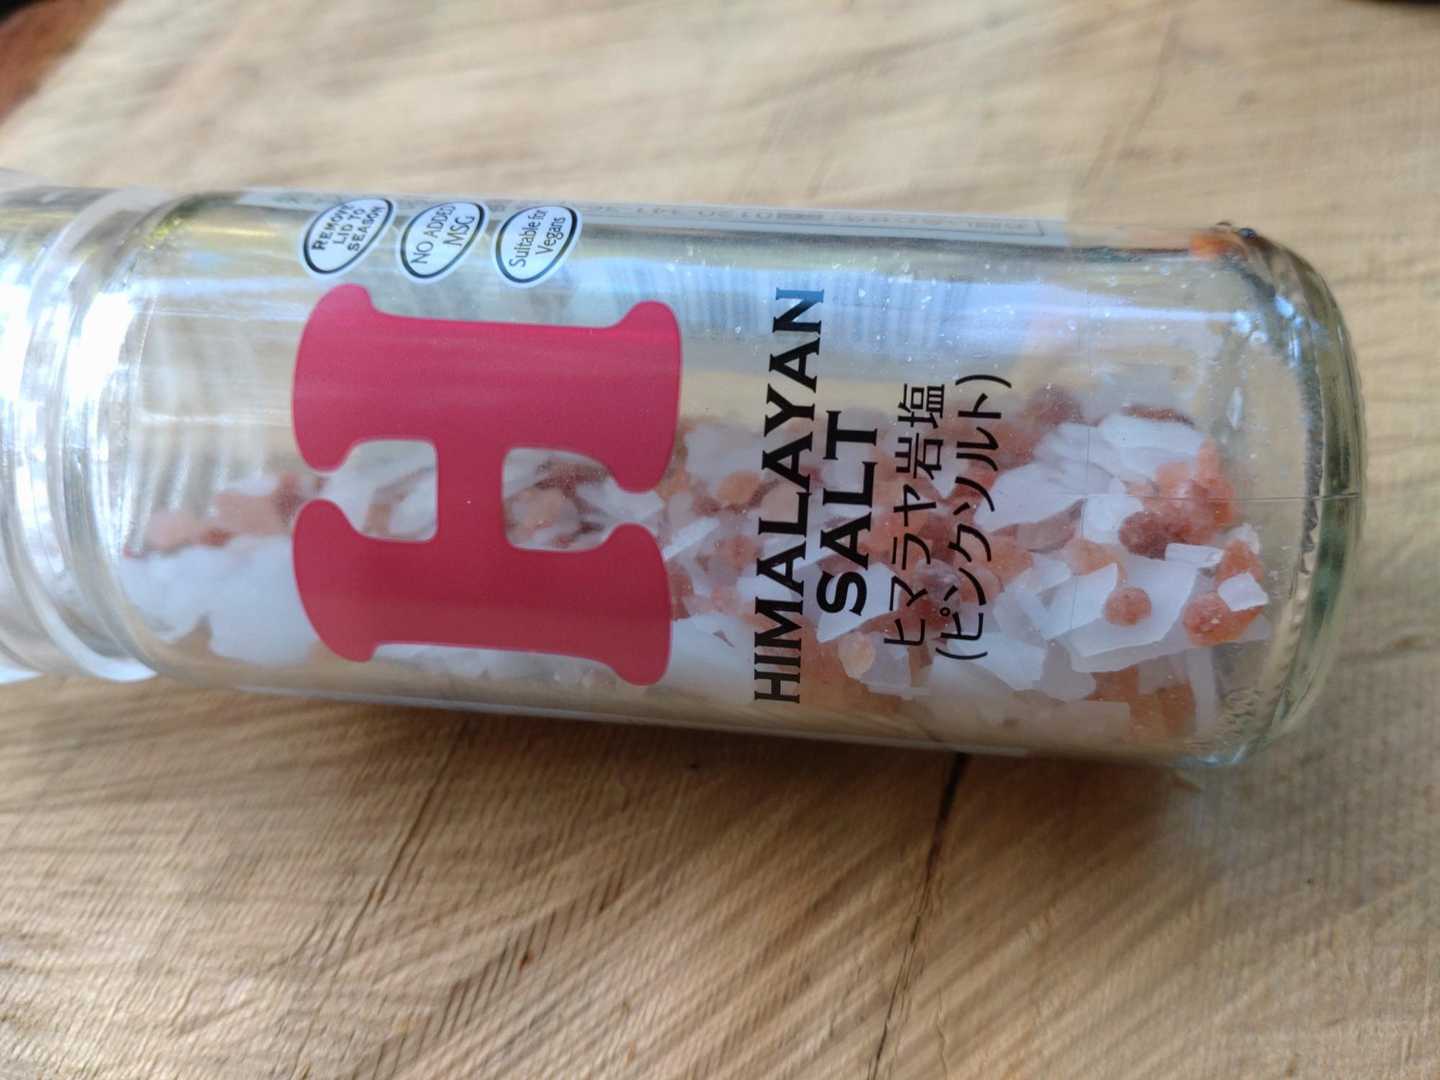 REMOVE
LID TO
SEASON
NO ADDED
MSG
Suitable for
Vegans
H
HIMALAYAN
SALT
ヒマラヤ岩塩
(ピンクソルト)